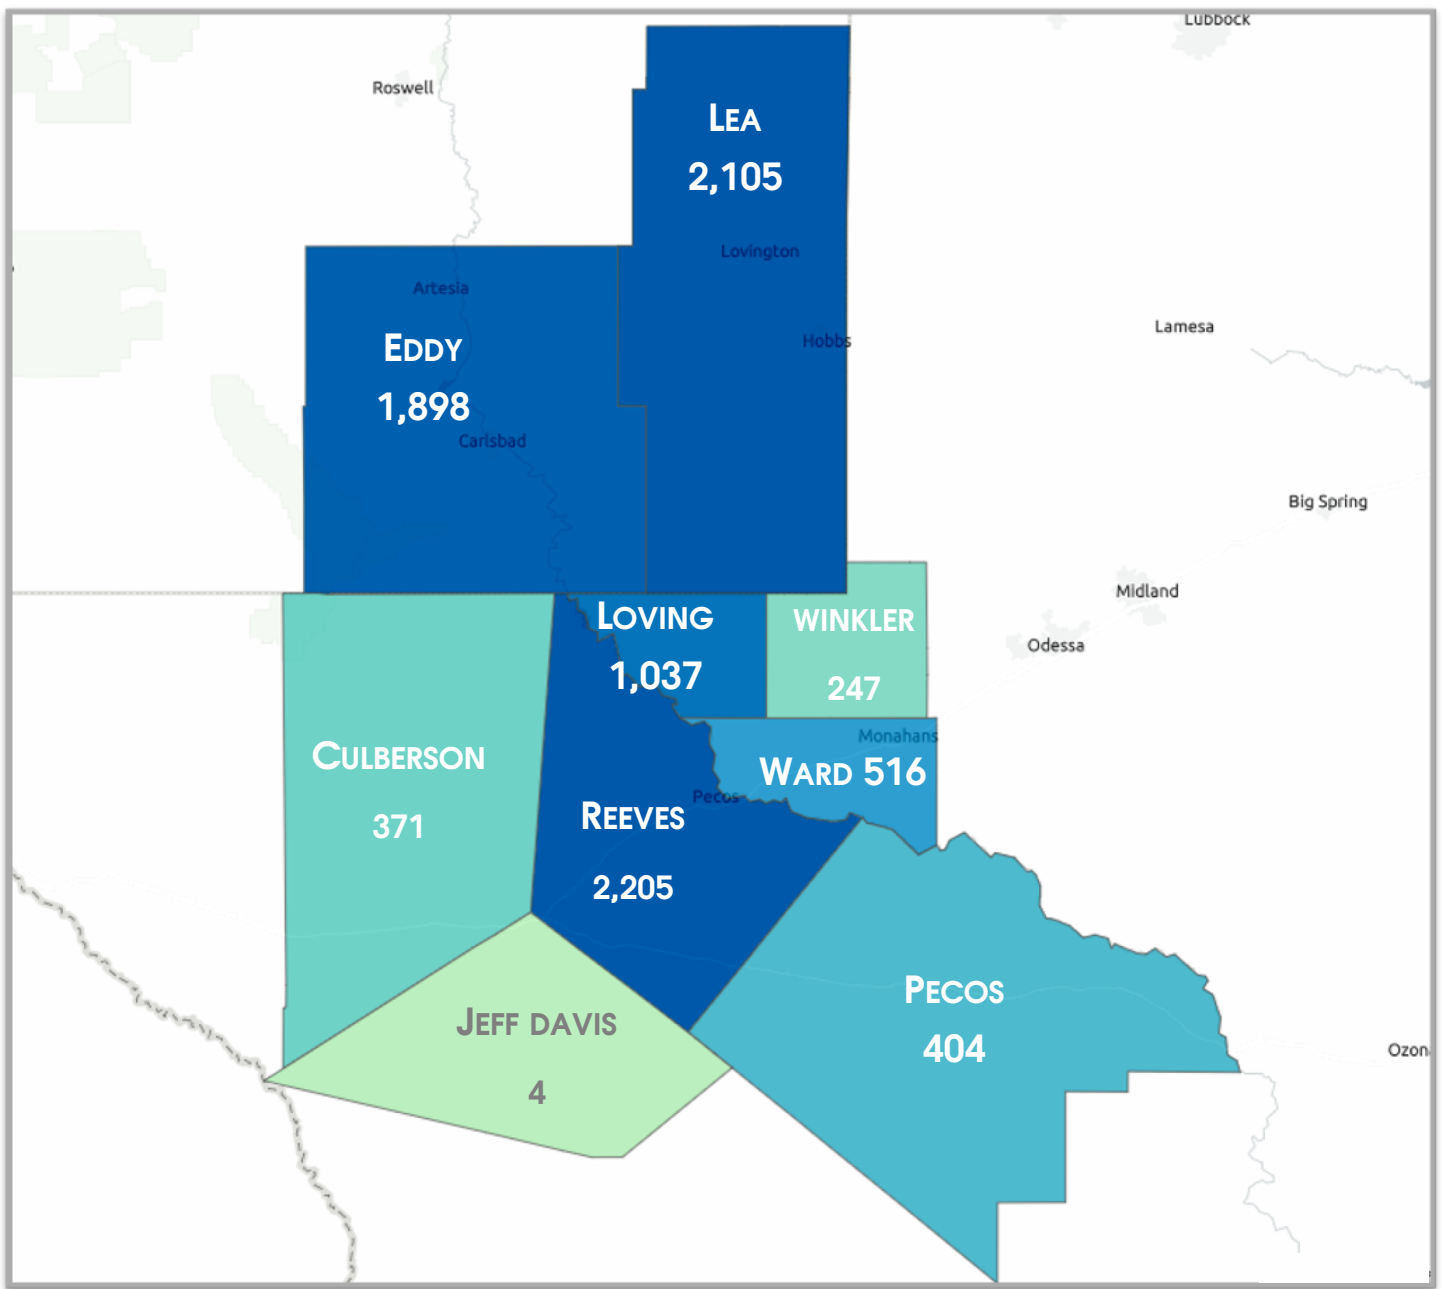 Lubbock
Roswell
LEA
2,105
Lovington
Artesia
Lamesa
Hobbs
EDDY
1,898
Carlsbad
Big Spring
Midland
LOVING
WINKLER
Odessa
1,037
247
Monahans
CULBERSON
WARD 516
Pecos
REEVES
371
2,205
PECOS
JEFF DAVIS
404
Ozon
4